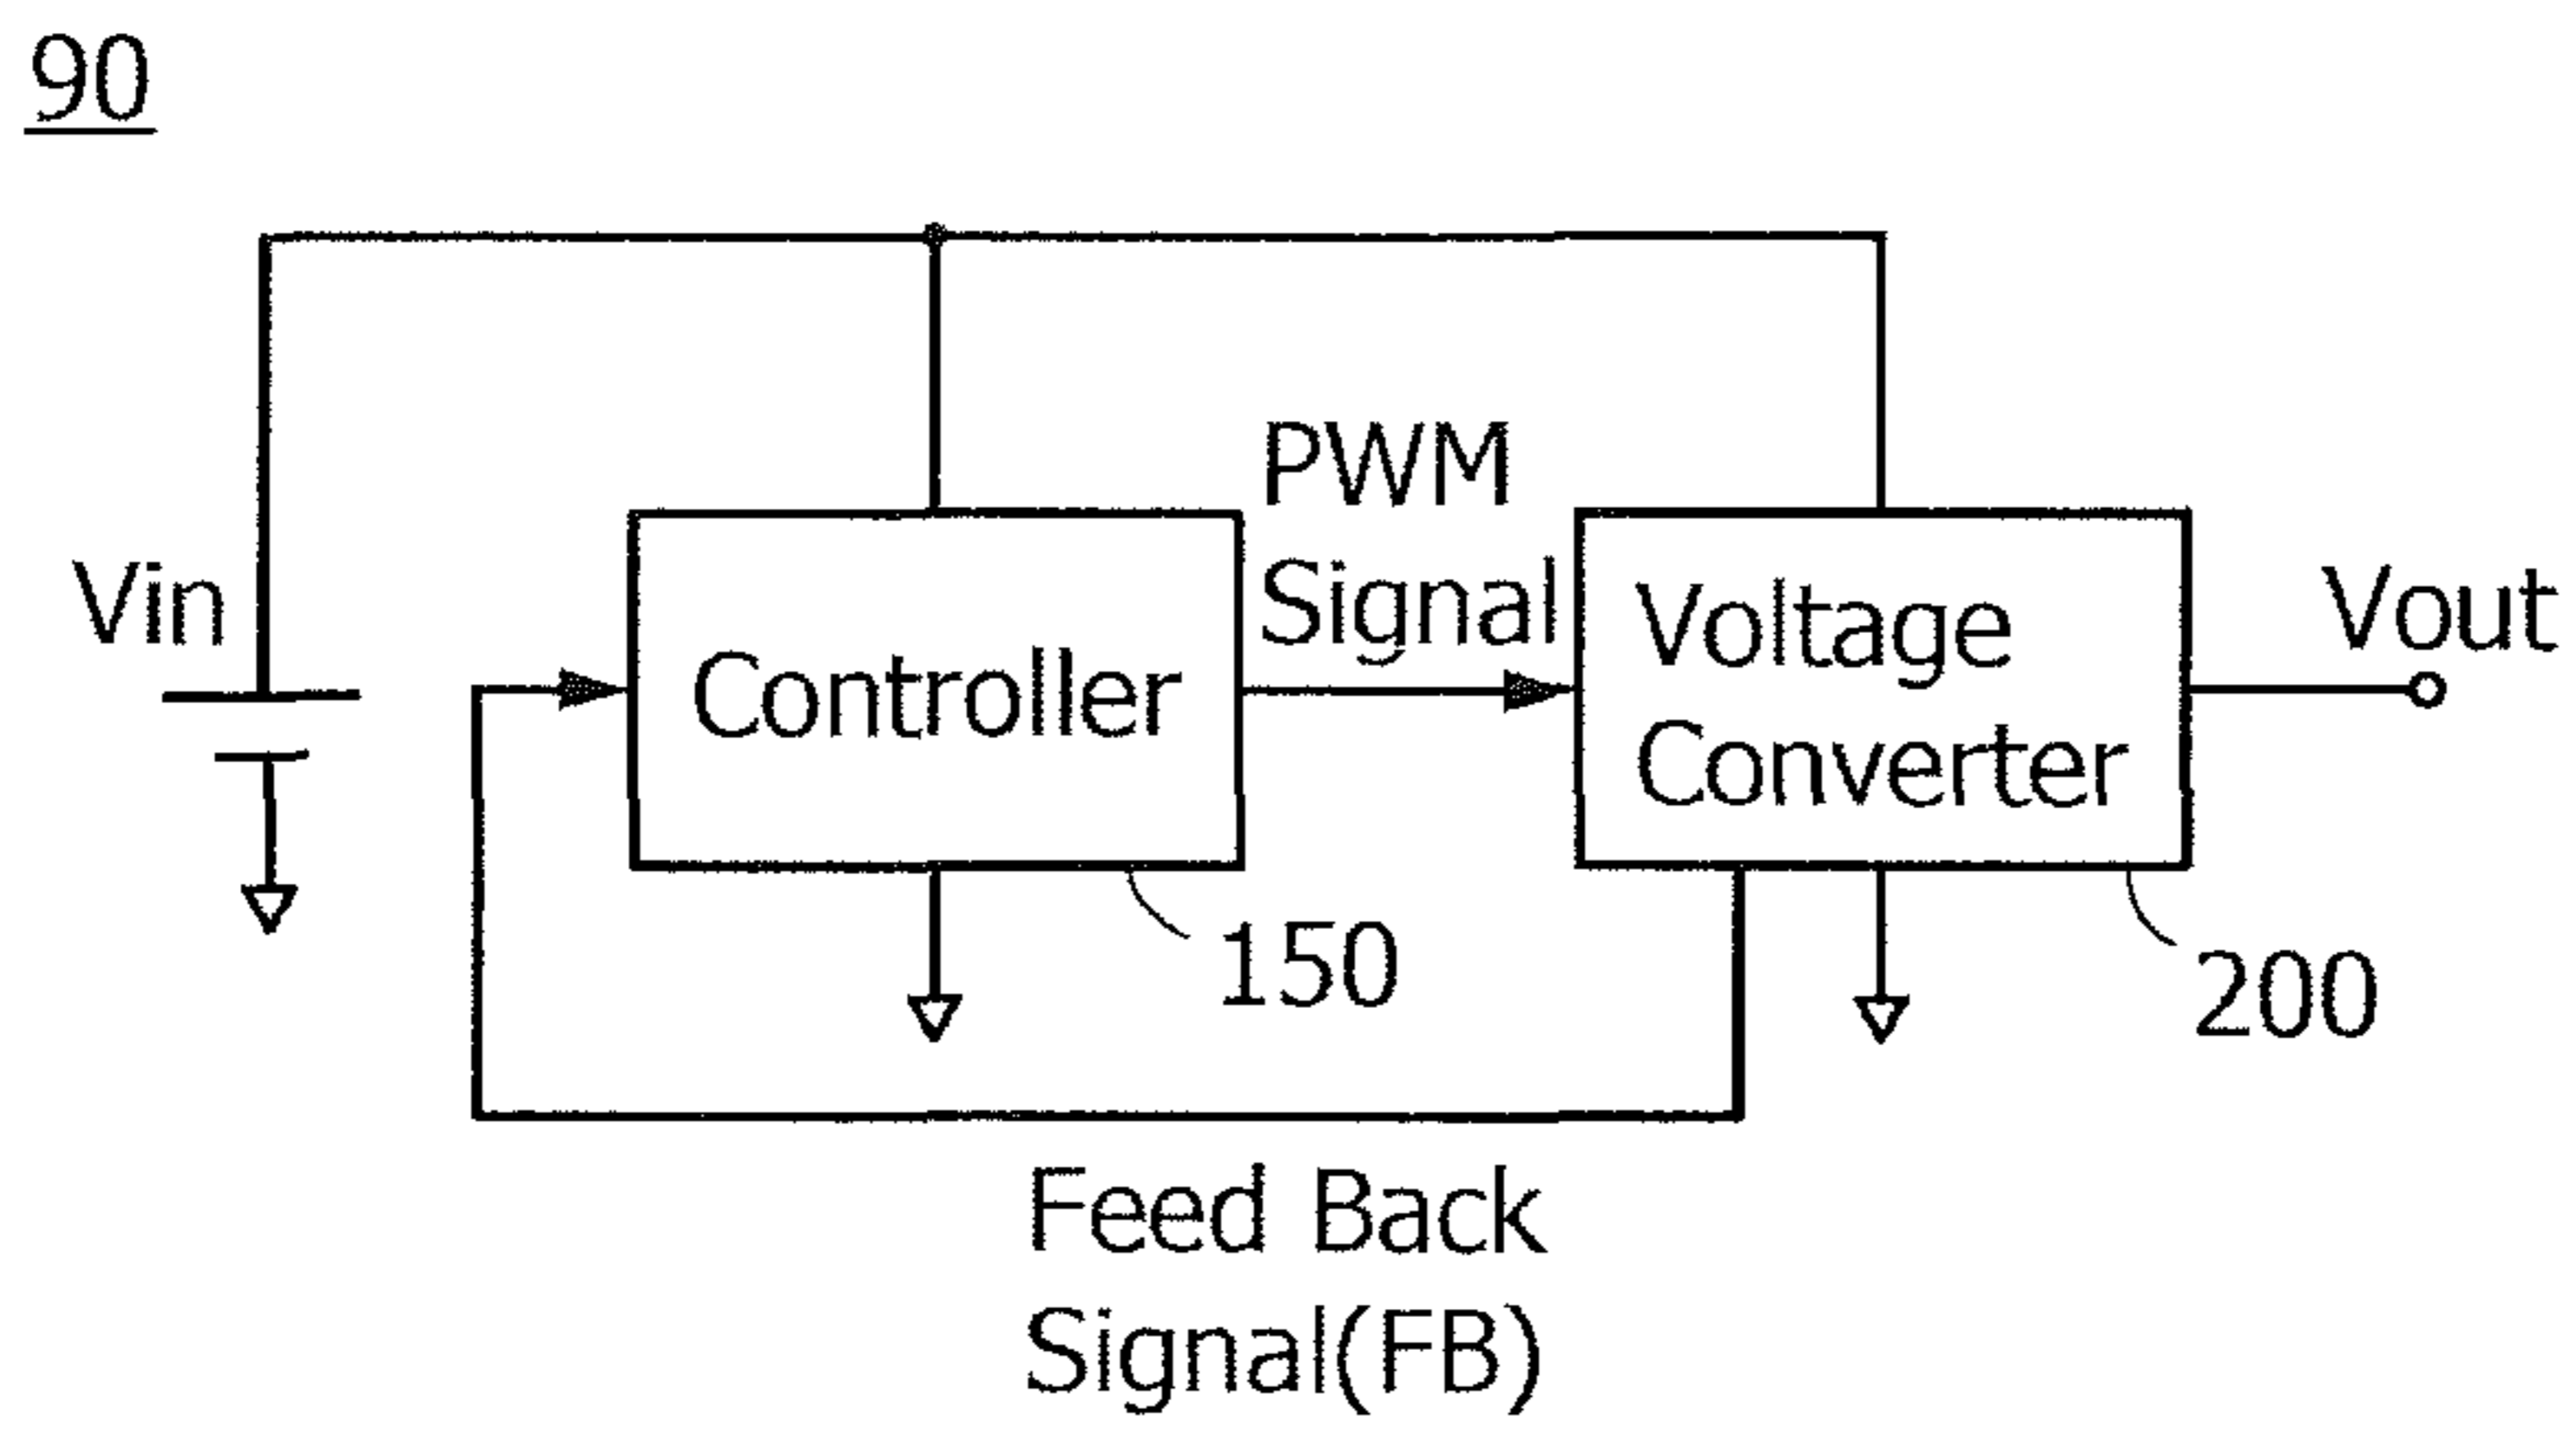 90
Vin
Controller
PWM
Signal
Voltage
Converter
Vout
150
200
Feed Back
Signal(FB)